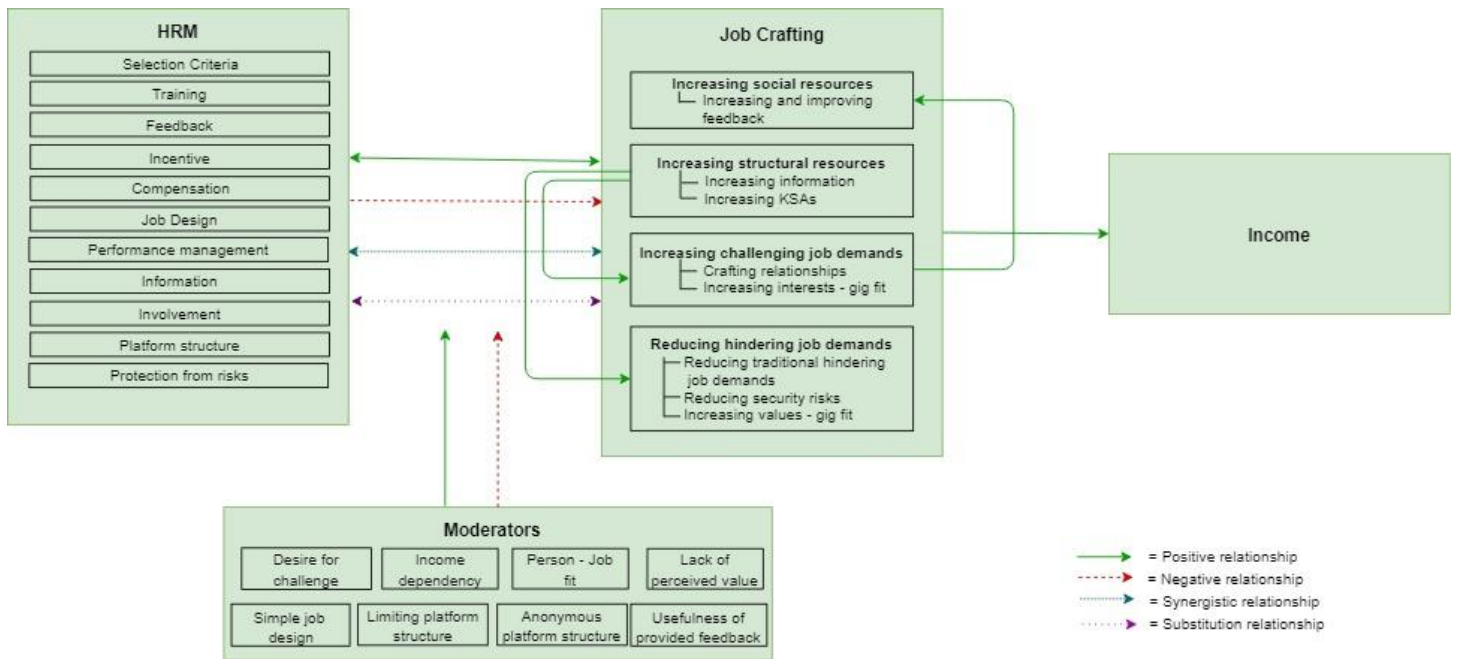 HRM
Selection Criteria
Training
Feedback
Incentive
Compensation
Job Design
Performance management
Information
Involvement
Platform structure
Protection from risks
Job Crafting
Increasing social resources
Increasing and improving
feedback
Increasing structural resources
Increasing information
Increasing KSAs
Increasing challenging job demands
Crafting relationships
Increasing interests - gig fit
Reducing hindering job demands
Reducing traditional hindering
job demands
Reducing security risks
Increasing values - gig fit
Income
Moderators
Desire for
challenge
Income
dependency
Person - Job
fit
Lack of
perceived value
Simple job
design
Limiting platform
structure
Anonymous
platform structure
Usefulness of
provided feedback
= Positive relationship
= Negative relationship
= Synergistic relationship
= Substitution relationship